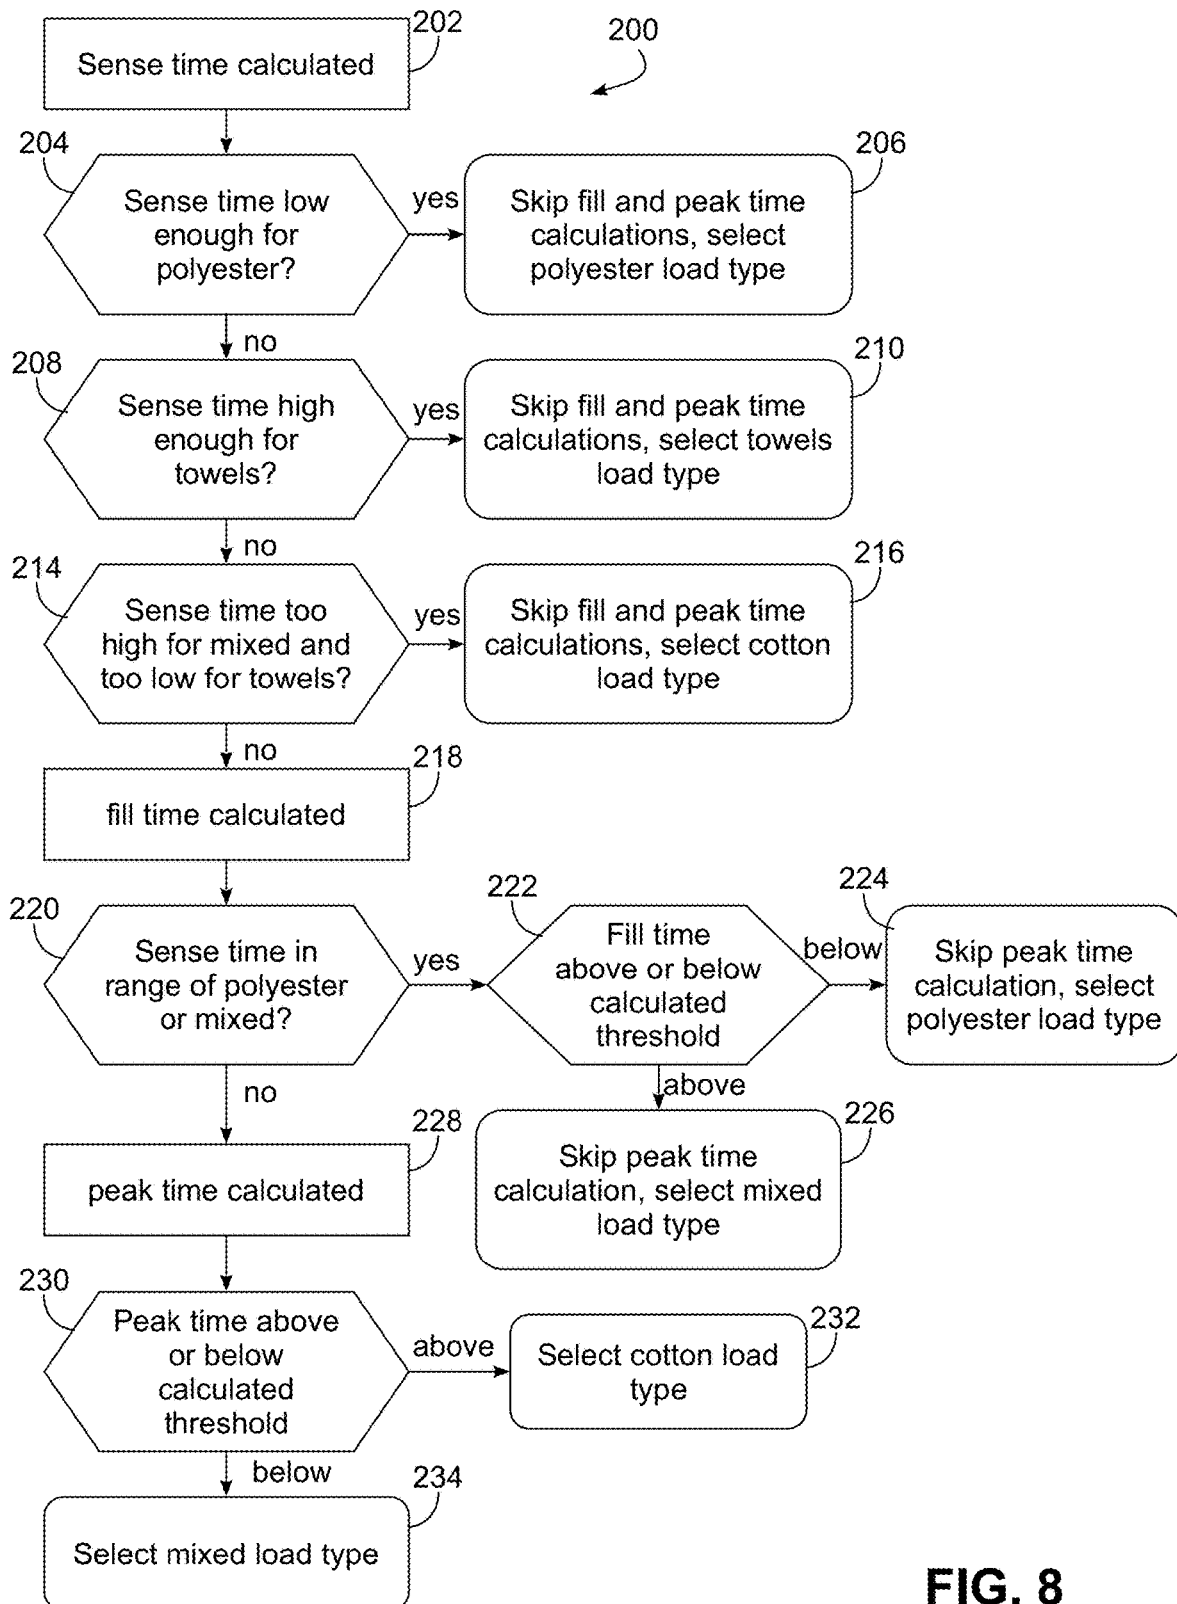 202
Sense time calculated
200
204
Sense time low
enough for
polyester?
yes
206
Skip fill and peak time
calculations, select
polyester load type
no
208
Sense time high
enough for
towels?
yes
210
Skip fill and peak time
calculations, select towels
load type
no
214
Sense time too
high for mixed and
too low for towels?
yes
216
Skip fill and peak time
calculations, select cotton
load type
no
218
fill time calculated
220
Sense time in
range of polyester
or mixed?
yes
222
Fill time
above or below
calculated
threshold
below
224
Skip peak time
calculation, select
polyester load type
above
226
Skip peak time
calculation, select mixed
load type
no
228
peak time calculated
230
Peak time above
or below
calculated
threshold
above
232
Select cotton load
type
below
234
Select mixed load type
FIG. 8